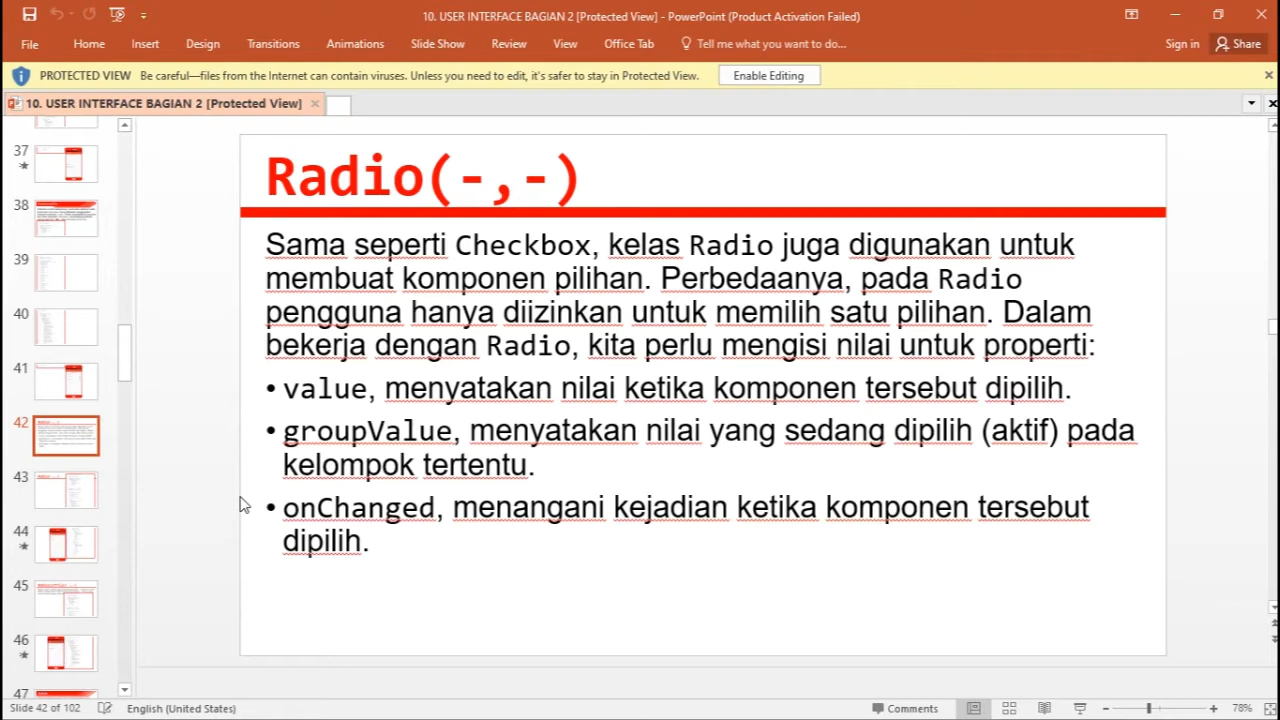 10. USER INTERFACE BAGIAN 2 [Protected View] - PowerPoint (Product Activation Failed)
File Home Insert Design Transitions Animations Slide Show Review View Office Tab Tell me what you want to do... Sign in Share
PROTECTED VIEW Be careful—files from the Internet can contain viruses. Unless you need to edit, it's safer to stay in Protected View. Enable Editing
10. USER INTERFACE BAGIAN 2 [Protected View]
37
38
39
40
41
42
43
44
45
46
47
Radio(-,-)
Sama seperti Checkbox, kelas Radio juga digunakan untuk
membuat komponen pilihan. Perbedaanya, pada Radio
pengguna hanya diizinkan untuk memilih satu pilihan. Dalam
bekerja dengan Radio, kita perlu mengisi nilai untuk properti:
• value, menyatakan nilai ketika komponen tersebut dipilih.
• groupValue, menyatakan nilai yang sedang dipilih (aktif) pada
kelompok tertentu.
• onChanged, menangani kejadian ketika komponen tersebut
dipilih.
Slide 42 of 102 English (United States) Comments 78%